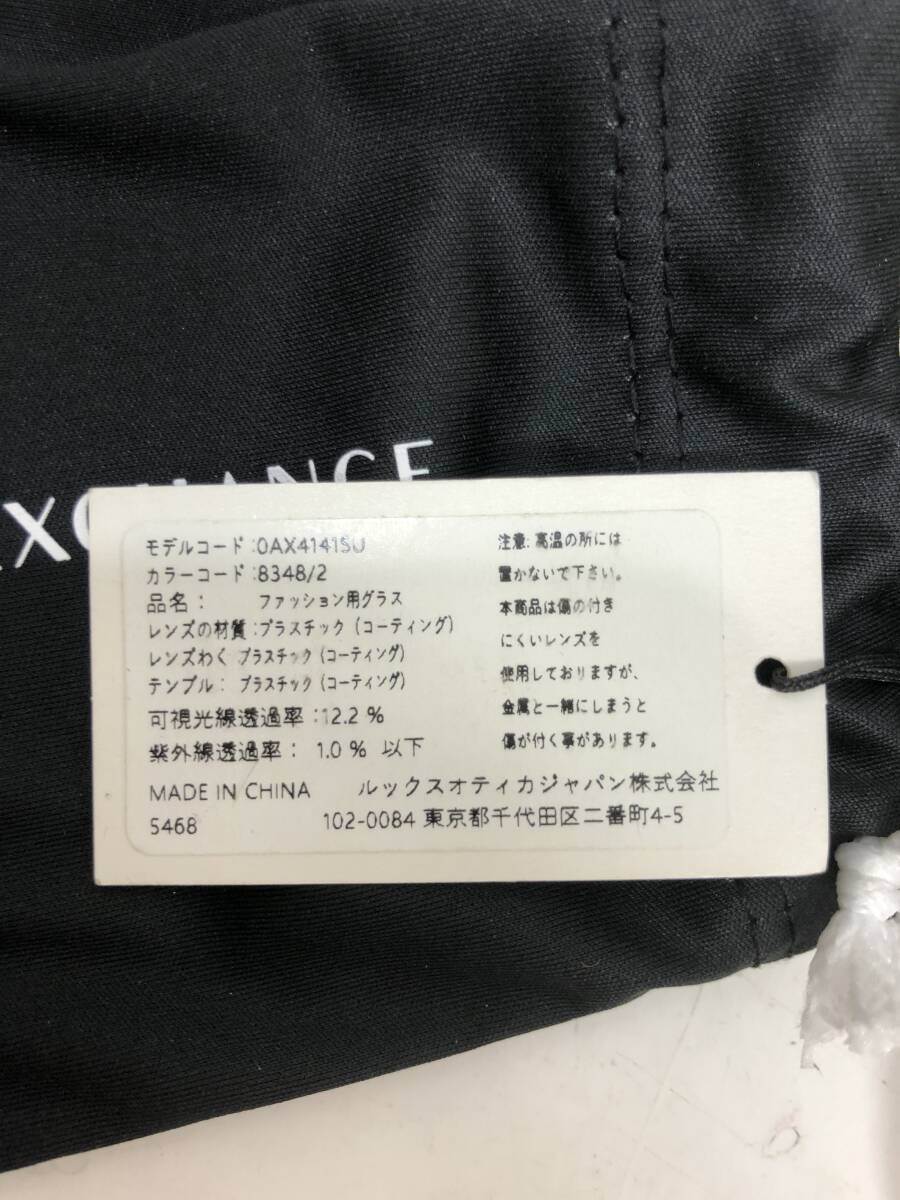 EXCHANGE
モデルコード:0AX4141SU
カラーコード:8348/2
品名: ファッション用グラス
レンズの材質:プラスチック(コーティング)
レンズわく プラスチック(コーティング)
テンプル: プラスチック(コーティング)
可視光線透過率:12.2 %
紫外線透過率: 1.0 % 以下
MADE IN CHINA
5468
注意:高温の所には
置かないで下さい。
本商品は傷の付き
にくいレンズを
使用しておりますが、
金属と一緒にしまうと
傷が付く事があります。
ルックスオティカジャパン株式会社
102-0084 東京都千代田区二番町4-5